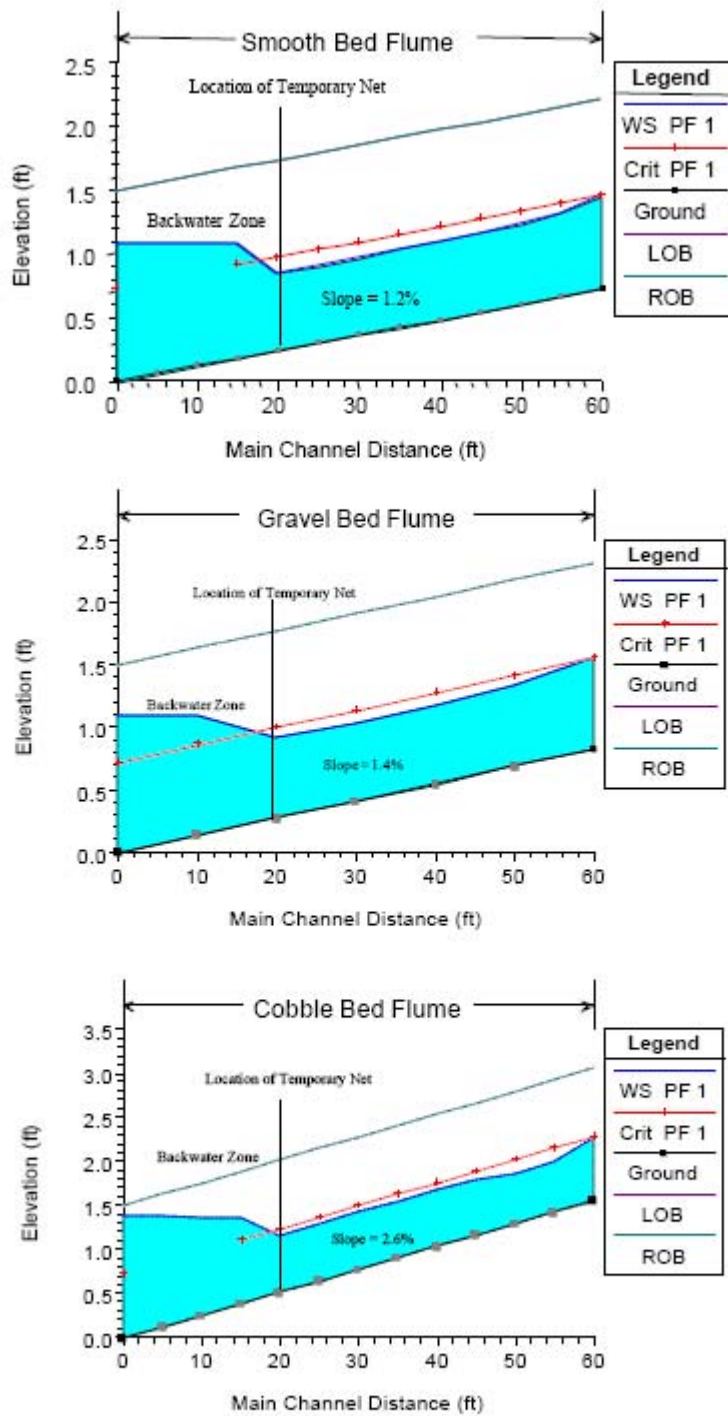 Smooth Bed Flume
Location of Temporary Net
Backwater Zone
Slope = 1.2%
Elevation (ft)
2.5
2.0
1.5
1.0
0.5
0.0
0 10 20 30 40 50 60
Main Channel Distance (ft)
Legend
WS PF 1
Crit PF 1
Ground
LOB
ROB
Gravel Bed Flume
Location of Temporary Net
Backwater Zone
Slope = 1.4%
Elevation (ft)
2.5
2.0
1.5
1.0
0.5
0.0
0 10 20 30 40 50 60
Main Channel Distance (ft)
Legend
WS PF 1
Crit PF 1
Ground
LOB
ROB
Cobble Bed Flume
Location of Temporary Net
Backwater Zone
Slope = 2.6%
Elevation (ft)
3.5
3.0
2.5
2.0
1.5
1.0
0.5
0.0
0 10 20 30 40 50 60
Main Channel Distance (ft)
Legend
WS PF 1
Crit PF 1
Ground
LOB
ROB